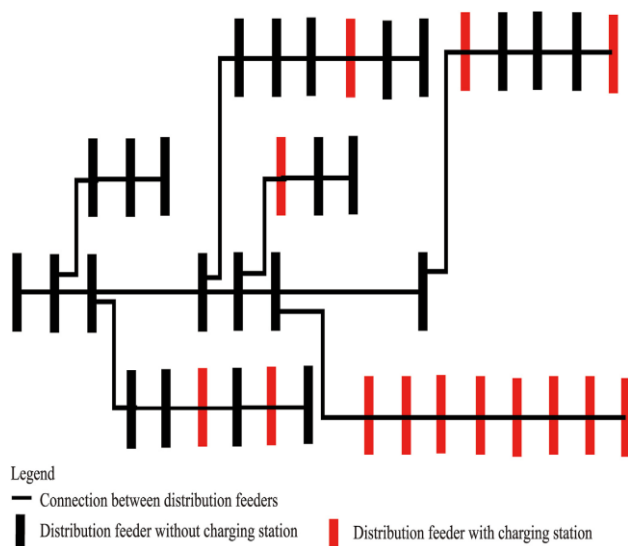 Legend
Connection between distribution feeders
Distribution feeder without charging station
Distribution feeder with charging station